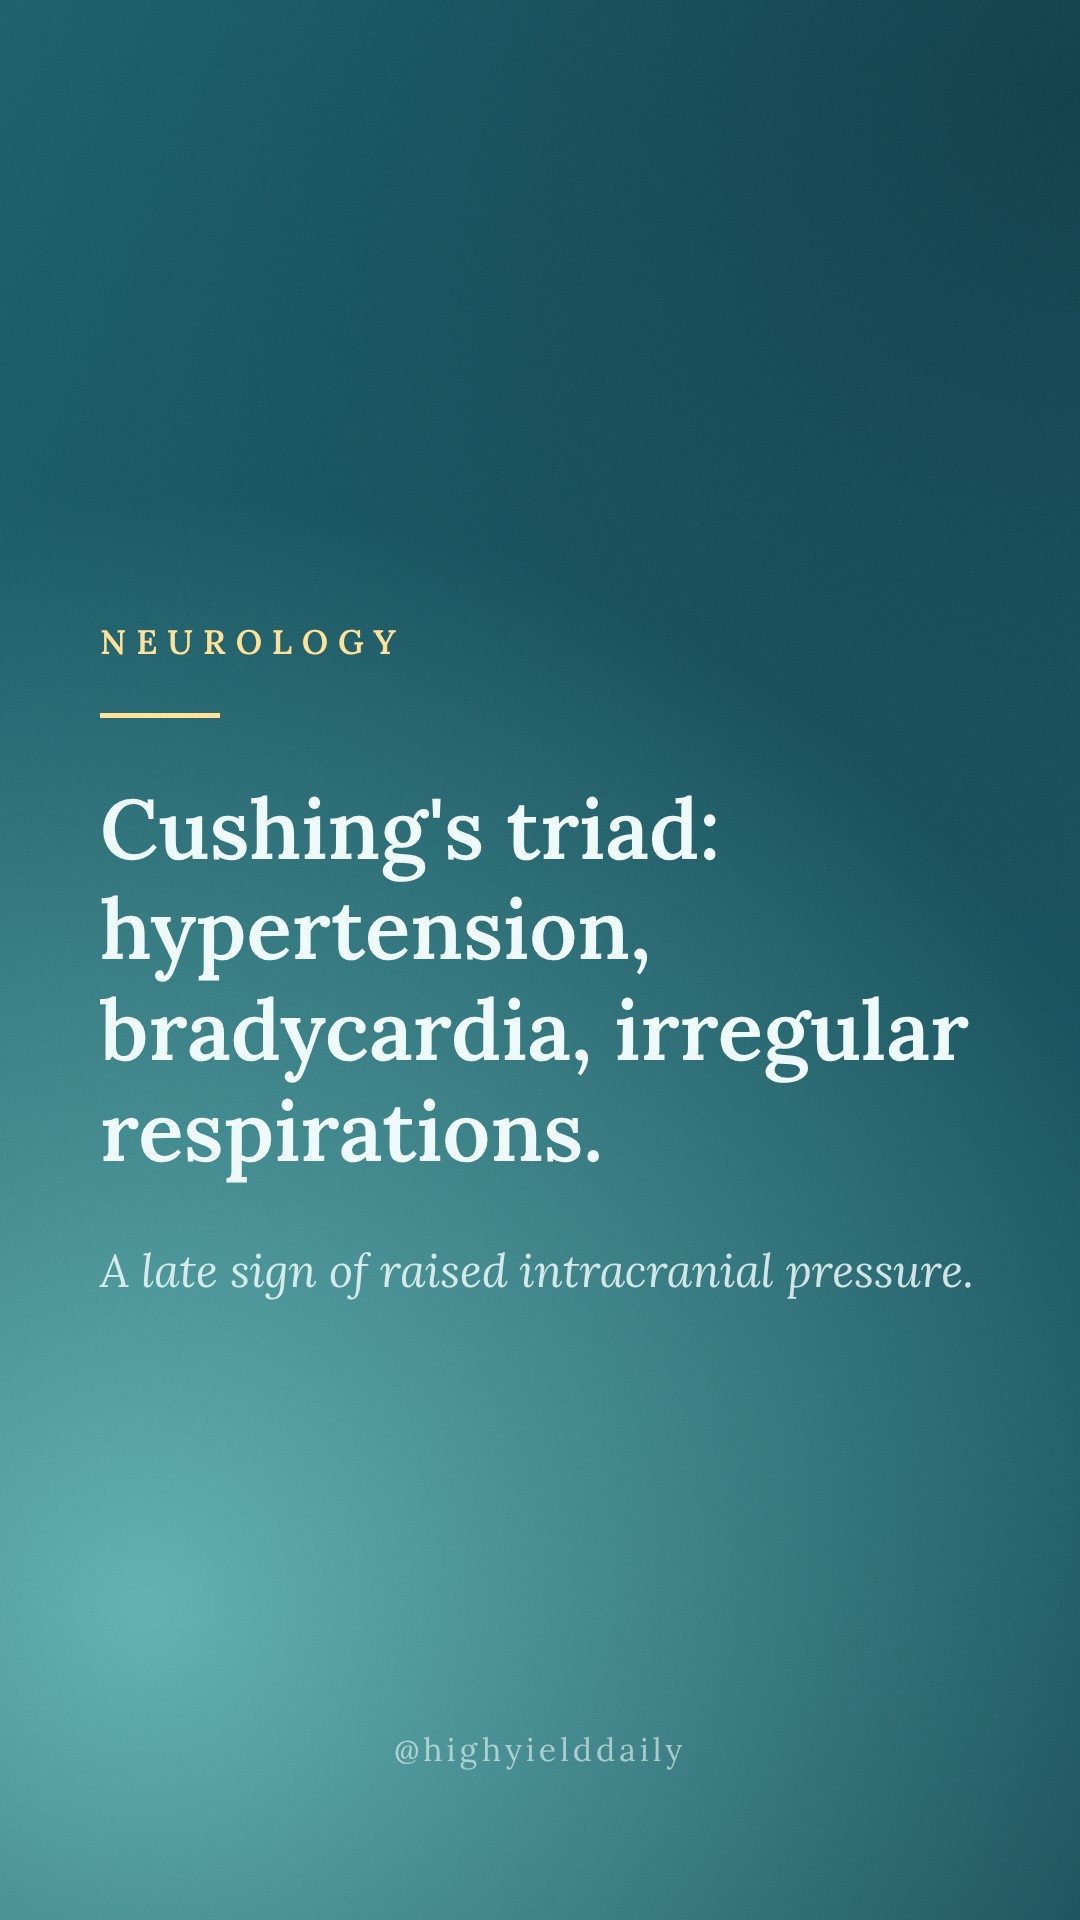 NEUROLOGY
Cushing's triad:
hypertension,
bradycardia, irregular
respirations.
A late sign of raised intracranial pressure.
@highyielddaily